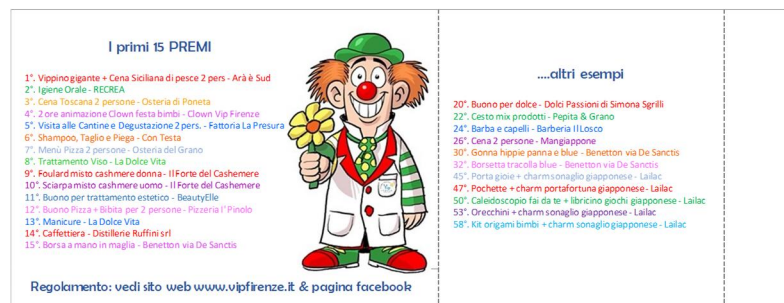 I primi 15 PREMI
1°. Vippino gigante + Cena Siciliana di pesce 2 pers - Arà è Sud
2°. Igiene Orale - RECREA
3°. Cena Toscana 2 persone - Osteria di Poneta
4°. 2 ore animazione Clown festa bimbi - Clown Vip Firenze
5°. Visita alle Cantine e Degustazione 2 pers. - Fattoria La Presura
6°. Shampoo, Taglio e Piega - Con Testa
7°. Menù Pizza 2 persone - Osteria del Grano
8°. Trattamento Viso - La Dolce Vita
9°. Foulard misto cashmere donna - Il Forte del Cashemere
10°. Sciarpa misto cashmere uomo - Il Forte del Cashemere
11°. Buono per trattamento estetico - BeautyElle
12°. Buono Pizza + Bibita per 2 persone - Pizzeria I' Pinolo
13°. Manicure - La Dolce Vita
14°. Caffettiera - Distillerie Ruffini srl
15°. Borsa a mano in maglia - Benetton via De Sanctis
Regolamento: vedi sito web www.vipfirenze.it & pagina facebook
....altri esempi
20°. Buono per dolce - Dolci Passioni di Simona Sgrilli
22°. Cesto mix prodotti - Pepita & Grano
24°. Barba e capelli - Barberia Il Losco
26°. Cena 2 persone - Mangiappone
30°. Gonna hippie panna e blue - Benetton via De Sanctis
32°. Borsetta tracolla blue - Benetton via De Sanctis
45°. Porta gioie + charm sonaglio giapponese - Lailac
47°. Pochette + charm portafortuna giapponese - Lailac
50°. Caleidoscopio fai da te + libricino giochi giapponese - Lailac
53°. Orecchini + charm sonaglio giapponese - Lailac
58°. Kit origami bimbi + charm sonaglio giapponese - Lailac